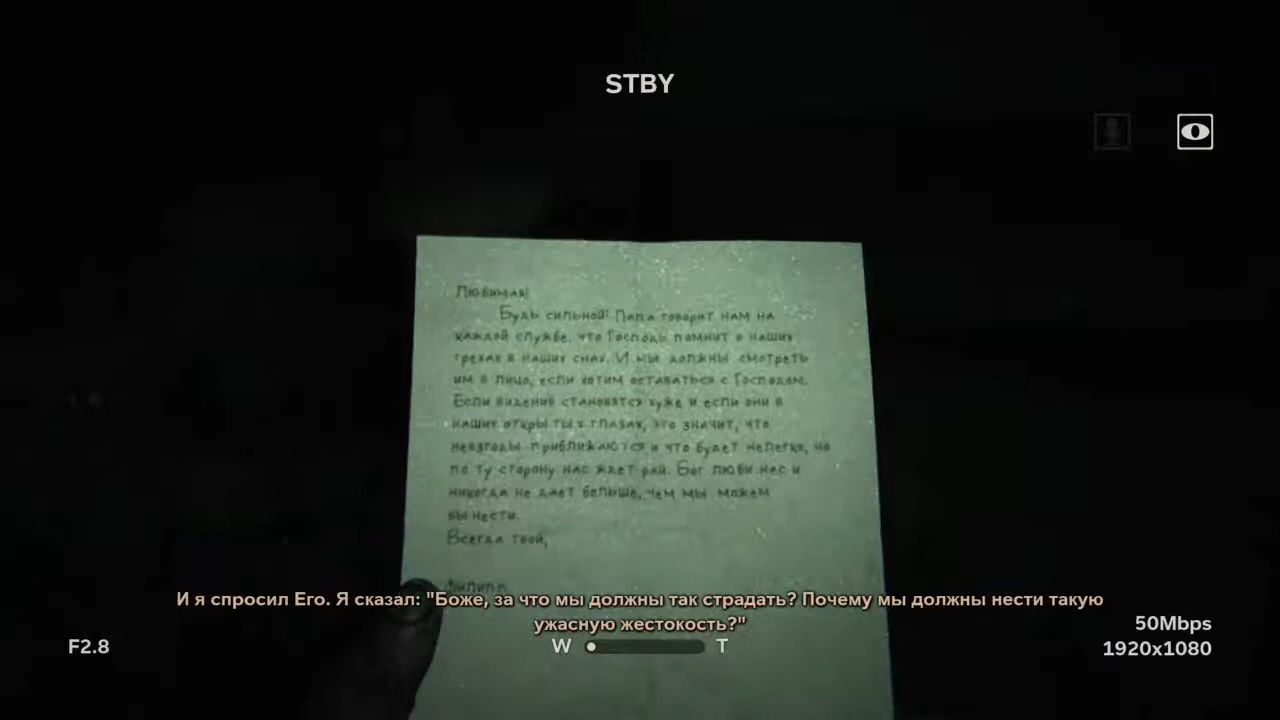 STBY
Любимая!
Будь сильной! Папа говорит нам на
каждой службе, что Господь помнит о наших
грехах в наших снах. И мы должны смотреть
им в лицо, если хотим оставаться с Господом.
Если видения становятся хуже и если они в
наших открытых глазах, это значит, что
невзгоды приближаются и что будет нелегко, но
по ту сторону нас ждет рай. Бог люби нас и
никогда не дает больше, чем мы можем
вынести.
Всегда твой,
Филипп
И я спросил Его. Я сказал: "Боже, за что мы должны так страдать? Почему мы должны нести такую
ужасную жестокость?"
F2.8
W T
50Mbps
1920x1080